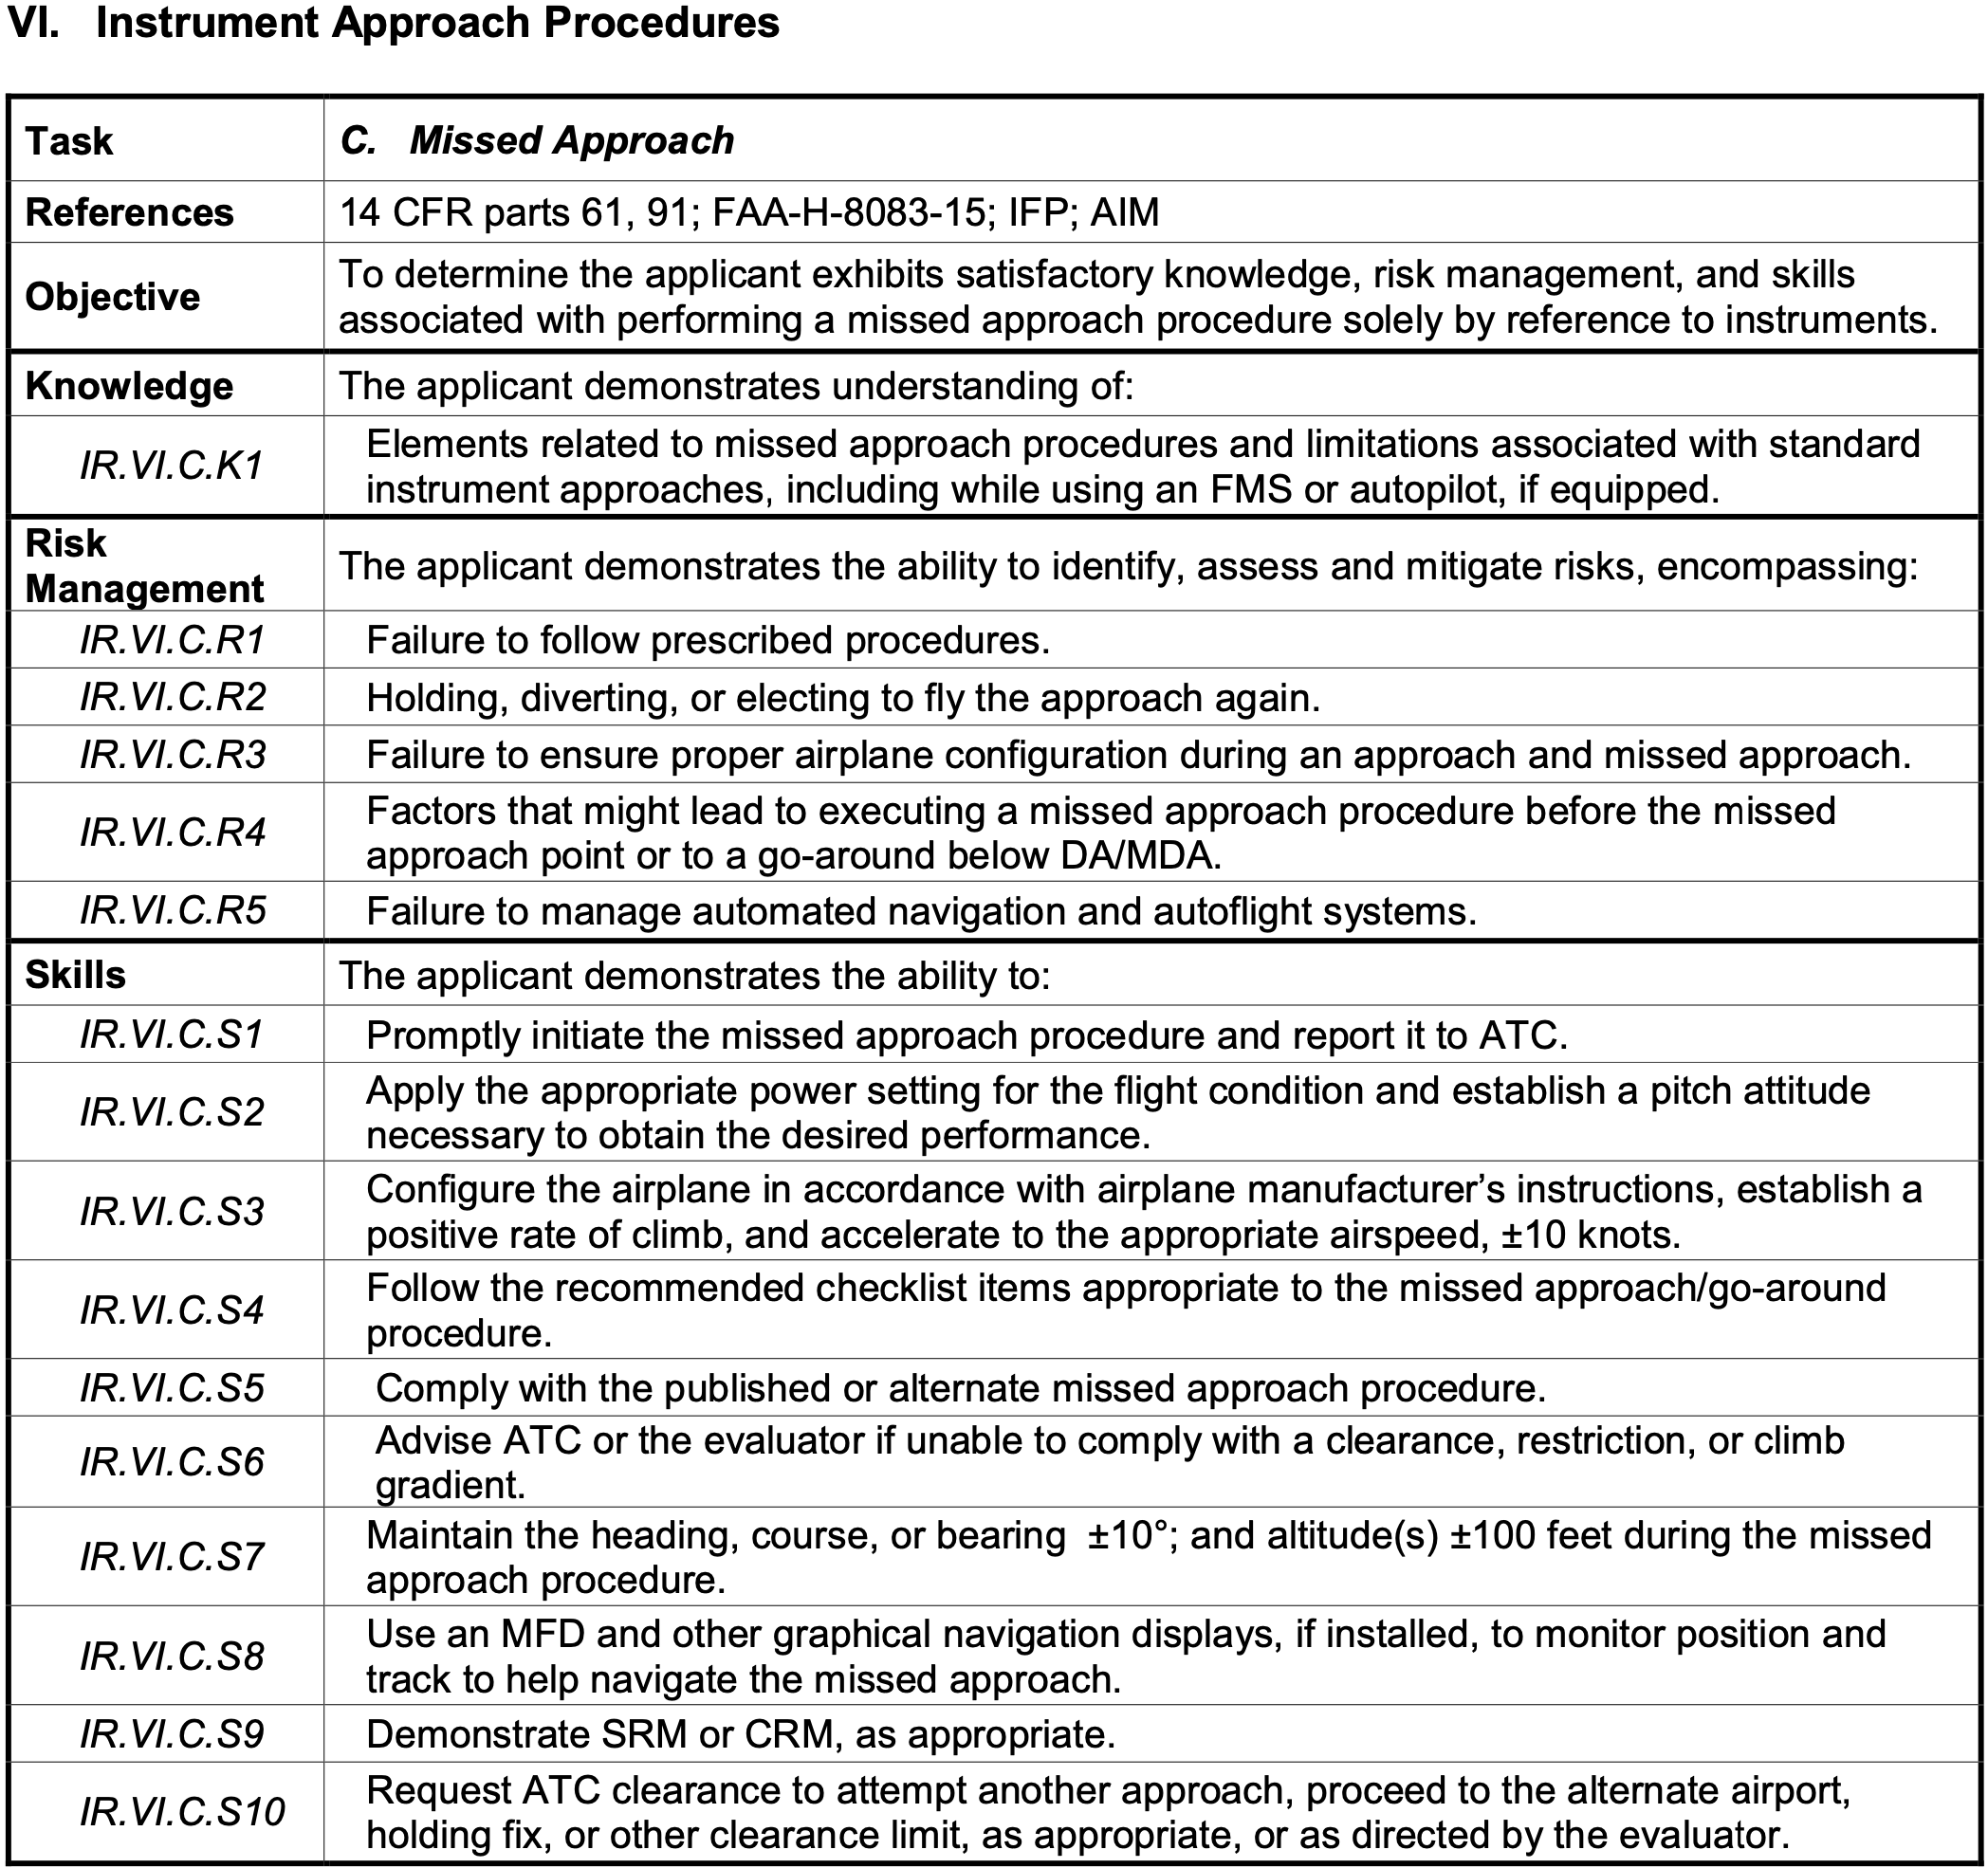 VI. Instrument Approach Procedures
Task
C. Missed Approach
References
14 CFR parts 61, 91; FAA-H-8083-15; IFP; AIM
Objective
To determine the applicant exhibits satisfactory knowledge, risk management, and skills
associated with performing a missed approach procedure solely by reference to instruments.
Knowledge
The applicant demonstrates understanding of:
IR.VI.C.K1
Elements related to missed approach procedures and limitations associated with standard
instrument approaches, including while using an FMS or autopilot, if equipped.
Risk
Management
The applicant demonstrates the ability to identify, assess and mitigate risks, encompassing:
IR.VI.C.R1
Failure to follow prescribed procedures.
IR.VI.C.R2
Holding, diverting, or electing to fly the approach again.
IR.VI.C.R3
Failure to ensure proper airplane configuration during an approach and missed approach.
IR.VI.C.R4
Factors that might lead to executing a missed approach procedure before the missed
approach point or to a go-around below DA/MDA.
IR.VI.C.R5
Failure to manage automated navigation and autoflight systems.
Skills
The applicant demonstrates the ability to:
IR.VI.C.S1
Promptly initiate the missed approach procedure and report it to ATC.
IR.VI.C.S2
Apply the appropriate power setting for the flight condition and establish a pitch attitude
necessary to obtain the desired performance.
IR.VI.C.S3
Configure the airplane in accordance with airplane manufacturer’s instructions, establish a
positive rate of climb, and accelerate to the appropriate airspeed, ±10 knots.
IR.VI.C.S4
Follow the recommended checklist items appropriate to the missed approach/go-around
procedure.
IR.VI.C.S5
Comply with the published or alternate missed approach procedure.
IR.VI.C.S6
Advise ATC or the evaluator if unable to comply with a clearance, restriction, or climb
gradient.
IR.VI.C.S7
Maintain the heading, course, or bearing ±10°; and altitude(s) ±100 feet during the missed
approach procedure.
IR.VI.C.S8
Use an MFD and other graphical navigation displays, if installed, to monitor position and
track to help navigate the missed approach.
IR.VI.C.S9
Demonstrate SRM or CRM, as appropriate.
IR.VI.C.S10
Request ATC clearance to attempt another approach, proceed to the alternate airport,
holding fix, or other clearance limit, as appropriate, or as directed by the evaluator.